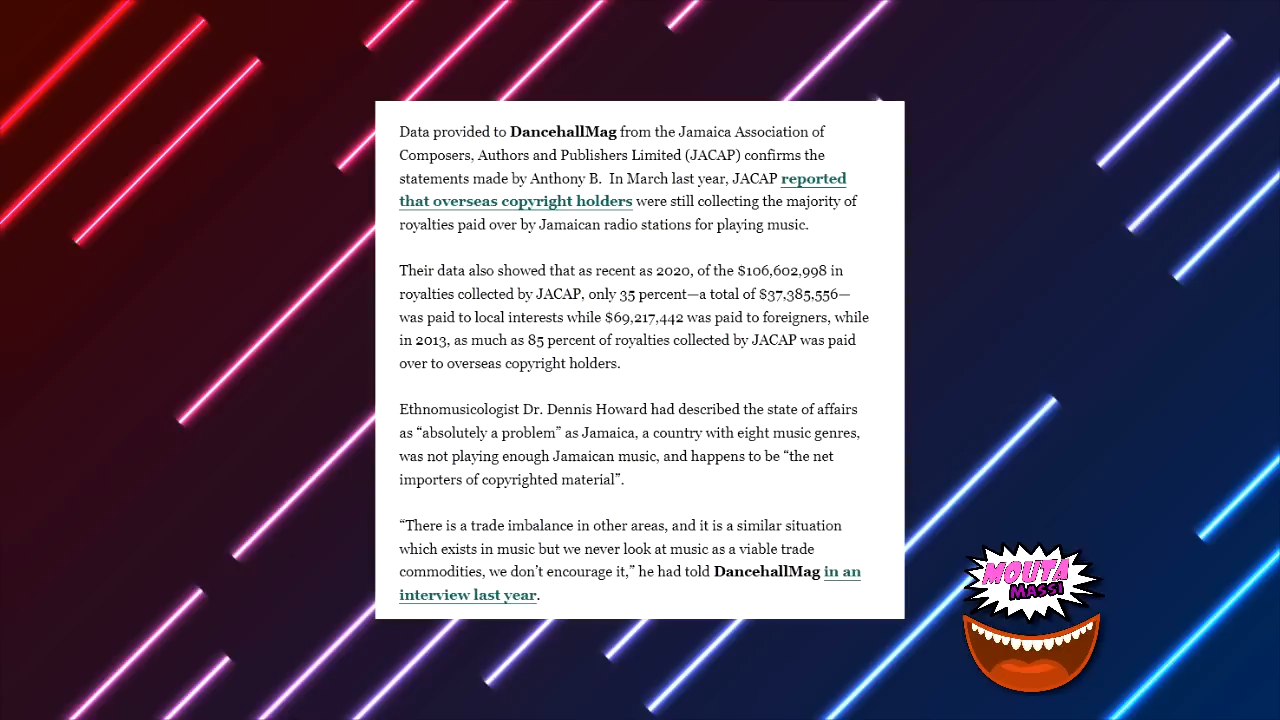 Data provided to DancehallMag from the Jamaica Association of
Composers, Authors and Publishers Limited (JACAP) confirms the
statements made by Anthony B.  In March last year, JACAP reported
that overseas copyright holders were still collecting the majority of
royalties paid over by Jamaican radio stations for playing music.
Their data also showed that as recent as 2020, of the $106,602,998 in
royalties collected by JACAP, only 35 percent—a total of $37,385,556—
was paid to local interests while $69,217,442 was paid to foreigners, while
in 2013, as much as 85 percent of royalties collected by JACAP was paid
over to overseas copyright holders.
Ethnomusicologist Dr. Dennis Howard had described the state of affairs
as “absolutely a problem” as Jamaica, a country with eight music genres,
was not playing enough Jamaican music, and happens to be “the net
importers of copyrighted material”.
“There is a trade imbalance in other areas, and it is a similar situation
which exists in music but we never look at music as a viable trade
commodities, we don’t encourage it,” he had told DancehallMag in an
interview last year.
MOUTA
MASSI